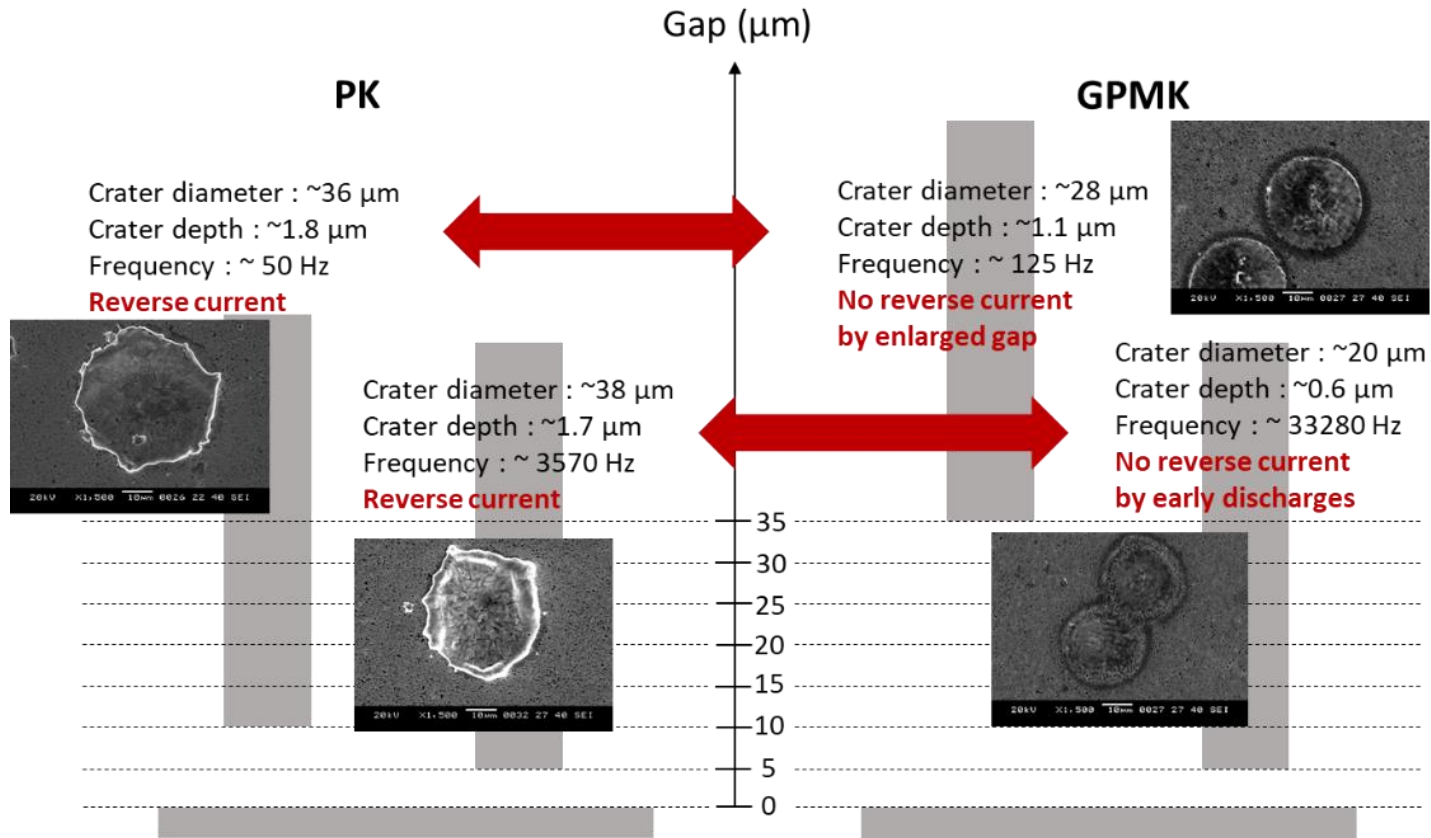 Gap (µm)
PK
GPMK
Crater diameter : ~36 µm
Crater depth : ~1.8 µm
Frequency : ~ 50 Hz
Reverse current
20kV X1,500 10µm 0026 22 40 SEI
Crater diameter : ~38 µm
Crater depth : ~1.7 µm
Frequency : ~ 3570 Hz
Reverse current
20kV X1,500 10µm 0032 27 40 SEI
Crater diameter : ~28 µm
Crater depth : ~1.1 µm
Frequency : ~ 125 Hz
No reverse current
by enlarged gap
20kV X1,500 10µm 0027 27 40 SEI
Crater diameter : ~20 µm
Crater depth : ~0.6 µm
Frequency : ~ 33280 Hz
No reverse current
by early discharges
20kV X1,500 10µm 0027 27 40 SEI
35
30
25
20
15
10
5
0